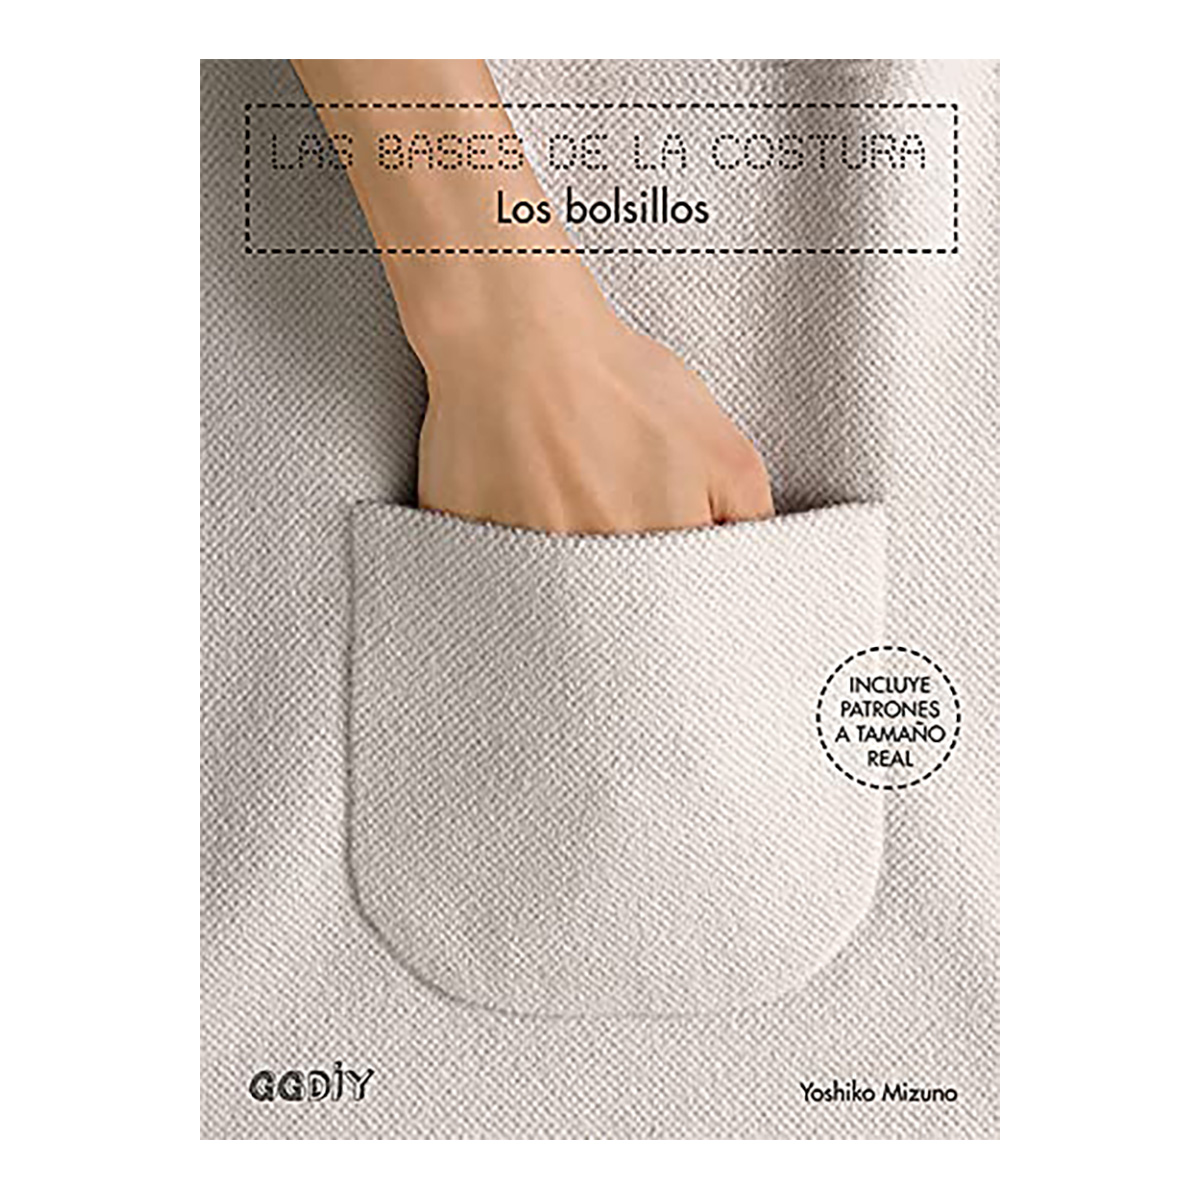 LAS BASES DE LA COSTURA
Los bolsillos
INCLUYE
PATRONES
A TAMAÑO
REAL
GGDIY
Yoshiko Mizuno